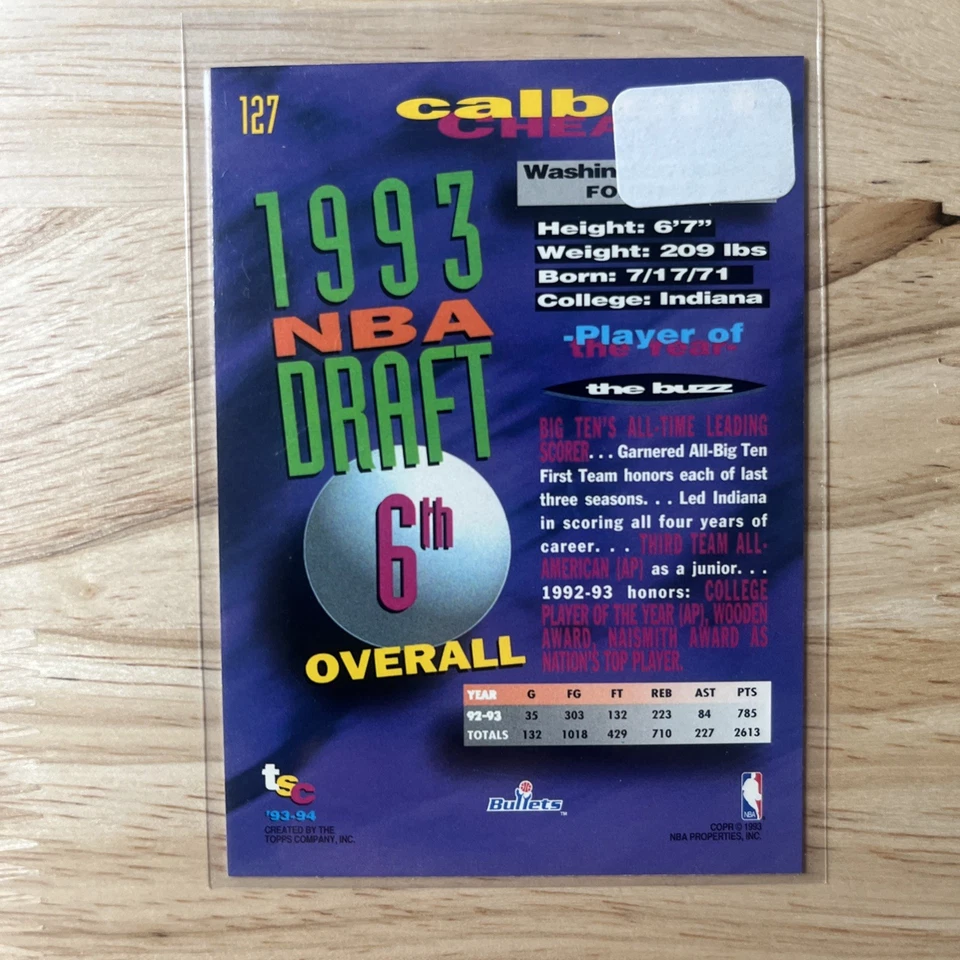 127
calb
CHEA
Washin
FO
1993
NBA
DRAFT
6th
OVERALL
Height: 6'7"
Weight: 209 lbs
Born: 7/17/71
College: Indiana
-Player of
the Year-
the buzz
BIG TEN'S ALL-TIME LEADING
SCORER. . . Garnered All-Big Ten
First Team honors each of last
three seasons. . . Led Indiana
in scoring all four years of
career. . . THIRD TEAM ALL-
AMERICAN (AP) as a junior. . .
1992-93 honors: COLLEGE
PLAYER OF THE YEAR (AP), WOODEN
AWARD, NAISMITH AWARD AS
NATION'S TOP PLAYER.
YEAR G FG FT REB AST PTS
92-93 35 303 132 223 84 785
TOTALS 132 1018 429 710 227 2613
tsc
'93-94
CREATED BY THE
TOPPS COMPANY, INC.
Bullets TM
NBA
COPR © 1993
NBA PROPERTIES, INC.